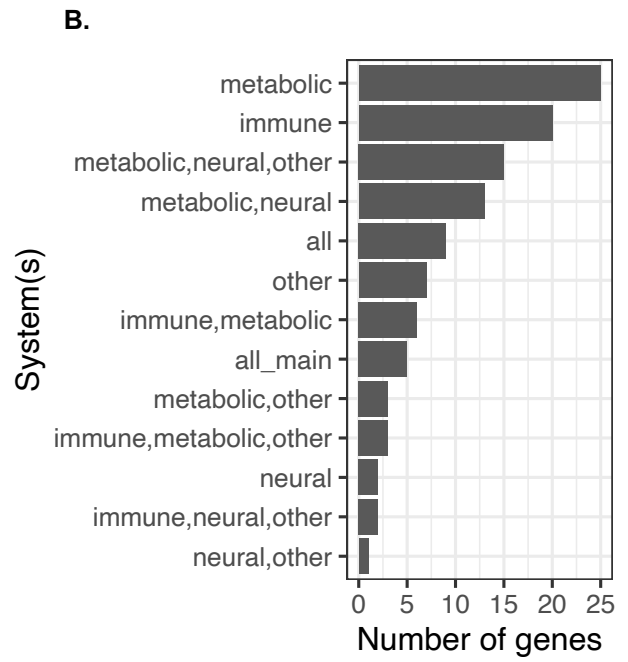 B.
System(s)
metabolic
immune
metabolic,neural,other
metabolic,neural
all
other
immune,metabolic
all_main
metabolic,other
immune,metabolic,other
neural
immune,neural,other
neural,other
0 5 10 15 20 25
Number of genes